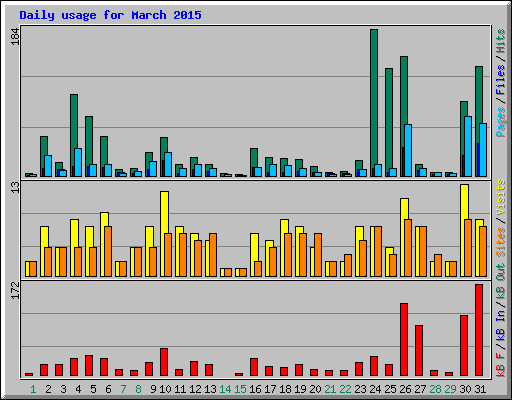 Daily usage for March 2015
184
Pages / Files / Hits
13
Sites / Visits
172
kB F / kB In / kB Out
1 2 3 4 5 6 7 8 9 10 11 12 13 14 15 16 17 18 19 20 21 22 23 24 25 26 27 28 29 30 31